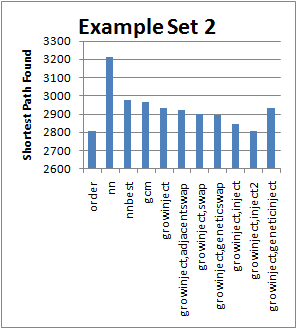 Example Set 2
Shortest Path Found
3300
3200
3100
3000
2900
2800
2700
2600
order
nn
nnbest
gcm
growinject
growinject,adjacentswap
growinject,swap
growinject,geneticswap
growinject,inject
growinject,inject2
growinject,geneticinject